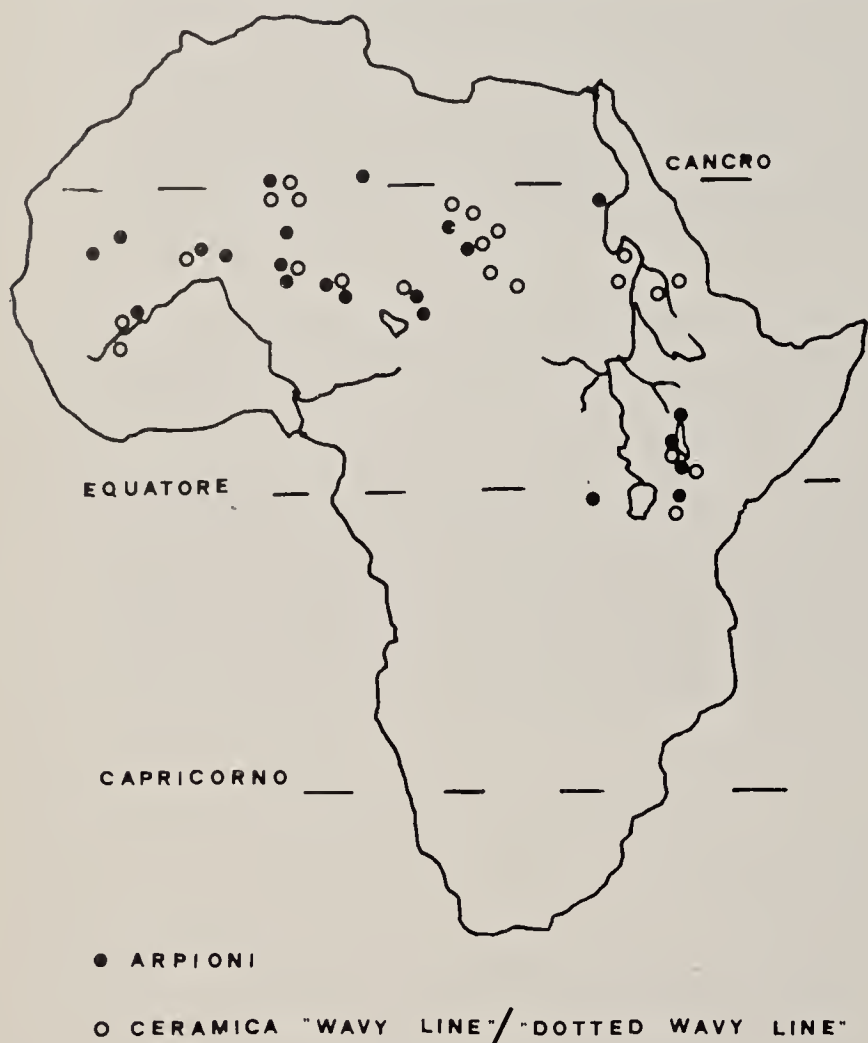 CANCRO
EQUATORE
CAPRICORNO
ARPIONI
CERAMICA "WAVY LINE"/"DOTTED WAVY LINE"